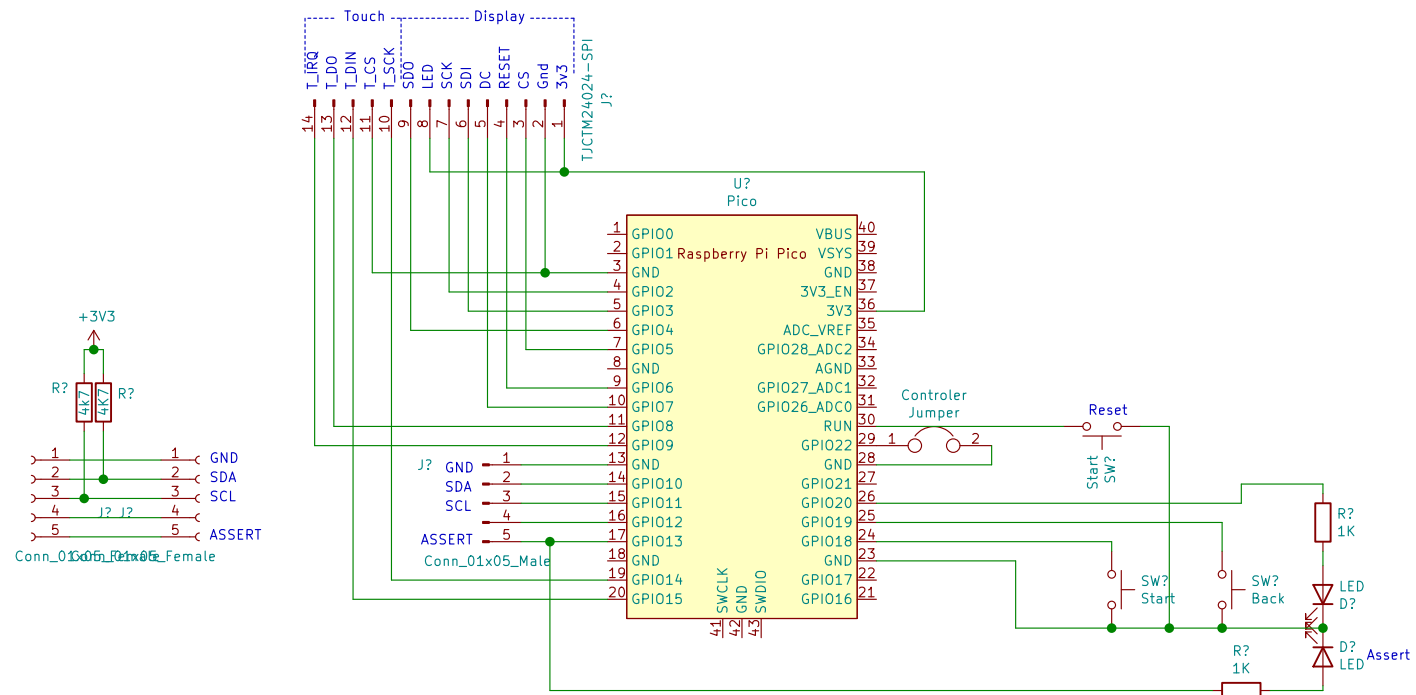 Touch Display
T_IRQ
T_DO
T_DIN
T_CS
T_SCK
SDO
LED
SCK
SDI
DC
RESET
CS
Gnd
3v3
14
13
12
11
10
9
8
7
6
5
4
3
2
1
TJCTM24024-SPI
J?
U?
Pico
Raspberry Pi Pico
1 GPIO0
2 GPIO1
3 GND
4 GPIO2
5 GPIO3
6 GPIO4
7 GPIO5
8 GND
9 GPIO6
10 GPIO7
11 GPIO8
12 GPIO9
13 GND
14 GPIO10
15 GPIO11
16 GPIO12
17 GPIO13
18 GND
19 GPIO14
20 GPIO15
VBUS 40
VSYS 39
GND 38
3V3_EN 37
3V3 36
ADC_VREF 35
GPIO28_ADC2 34
AGND 33
GPIO27_ADC1 32
GPIO26_ADC0 31
RUN 30
GPIO22 29
GND 28
GPIO21 27
GPIO20 26
GPIO19 25
GPIO18 24
GND 23
GPIO17 22
GPIO16 21
SWCLK
GND
SWDIO
41
42
43
+3V3
R?
4k7
4K7
R?
1 1 GND
2 2 SDA
3 3 SCL
4 J? J? 4
5 5 ASSERT
Conn_01x05_Female
Conn_01x05_Female
J?
GND 1
SDA 2
SCL 3
4
ASSERT 5
Conn_01x05_Male
Controler
Jumper
1 2
Reset
Start
SW?
R?
1K
SW?
Start
SW?
Back
LED
D?
D?
LED
Assert
R?
1K